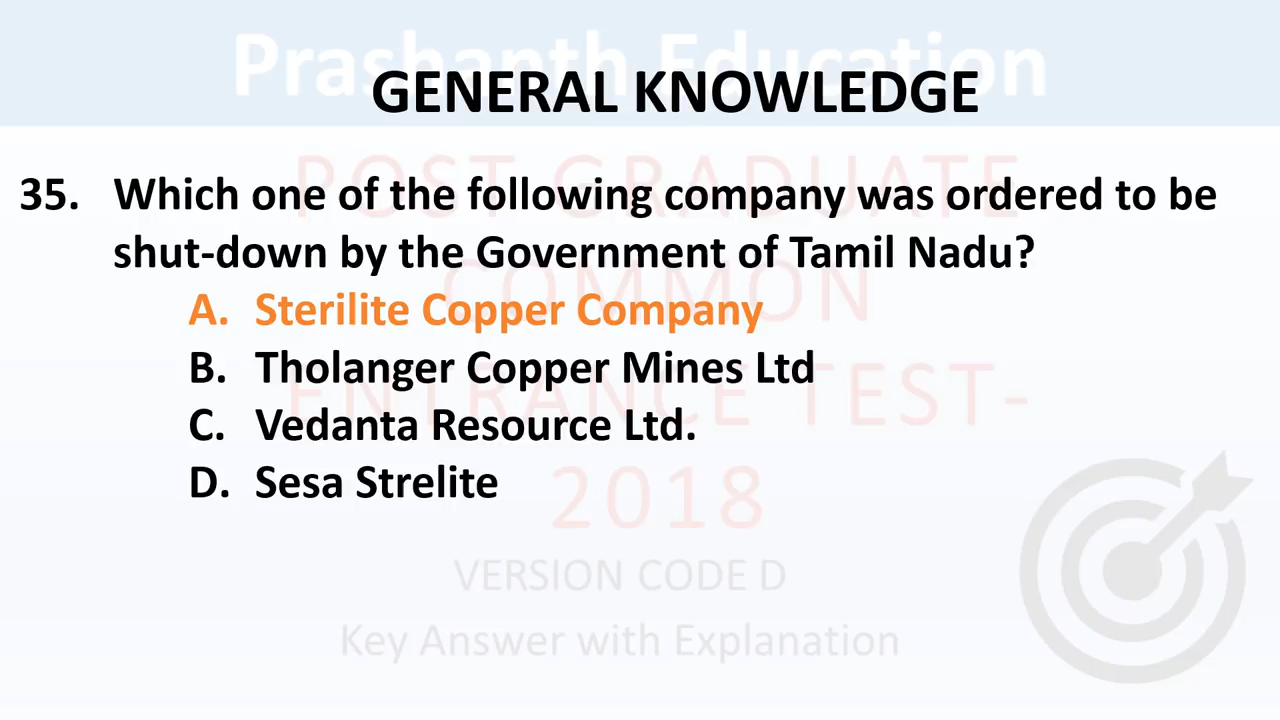 Prashanth Education
GENERAL KNOWLEDGE
POST GRADUATE
35. Which one of the following company was ordered to be
shut-down by the Government of Tamil Nadu?
COMMON
A. Sterilite Copper Company
B. Tholanger Copper Mines Ltd
ENTRANCE TEST-
C. Vedanta Resource Ltd.
D. Sesa Strelite
2018
VERSION CODE D
Key Answer with Explanation